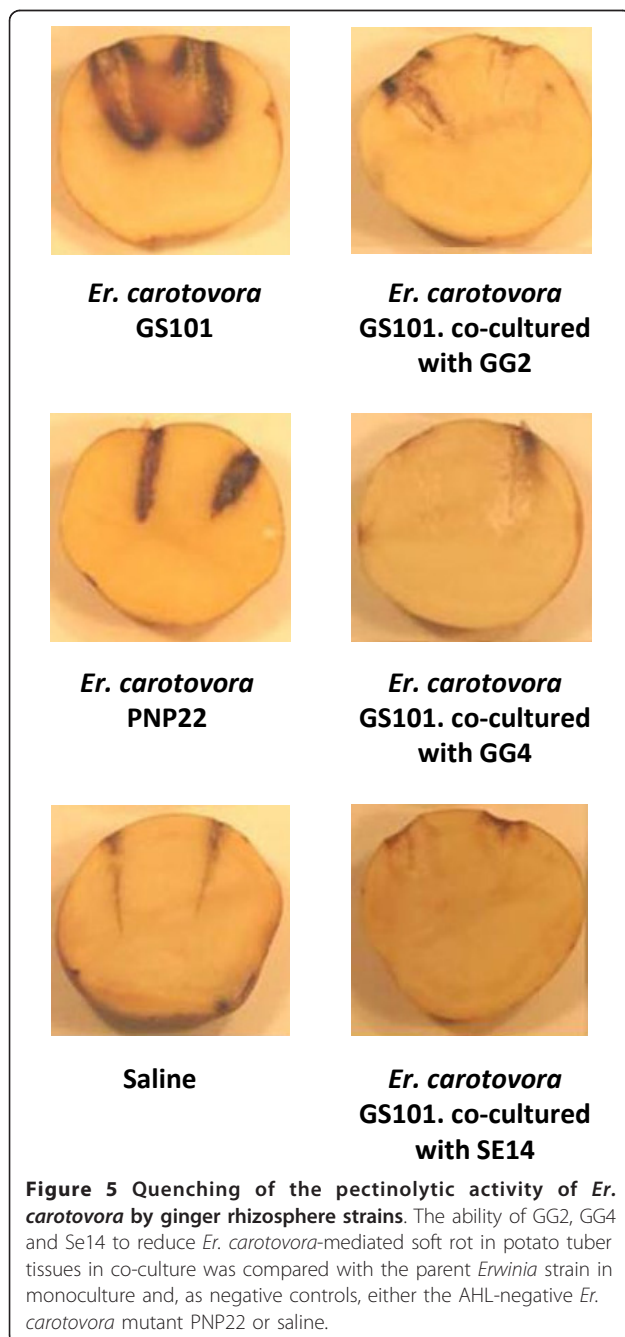 Er. carotovora
GS101
Er. carotovora
GS101. co-cultured
with GG2
Er. carotovora
PNP22
Er. carotovora
GS101. co-cultured
with GG4
Saline
Er. carotovora
GS101. co-cultured
with SE14
Figure 5 Quenching of the pectinolytic activity of Er.
carotovora by ginger rhizosphere strains. The ability of GG2, GG4
and Se14 to reduce Er. carotovora-mediated soft rot in potato tuber
tissues in co-culture was compared with the parent Erwinia strain in
monoculture and, as negative controls, either the AHL-negative Er.
carotovora mutant PNP22 or saline.